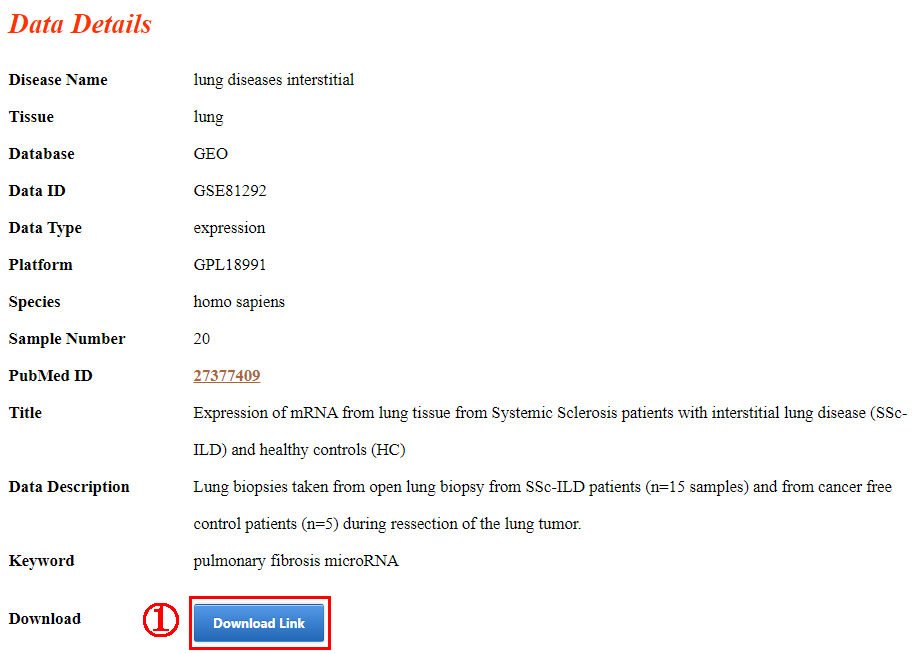 Data Details
Disease Name lung diseases interstitial
Tissue lung
Database GEO
Data ID GSE81292
Data Type expression
Platform GPL18991
Species homo sapiens
Sample Number 20
PubMed ID 27377409
Title Expression of mRNA from lung tissue from Systemic Sclerosis patients with interstitial lung disease (SSc-
ILD) and healthy controls (HC)
Data Description Lung biopsies taken from open lung biopsy from SSc-ILD patients (n=15 samples) and from cancer free
control patients (n=5) during ressection of the lung tumor.
Keyword pulmonary fibrosis microRNA
Download ① Download Link